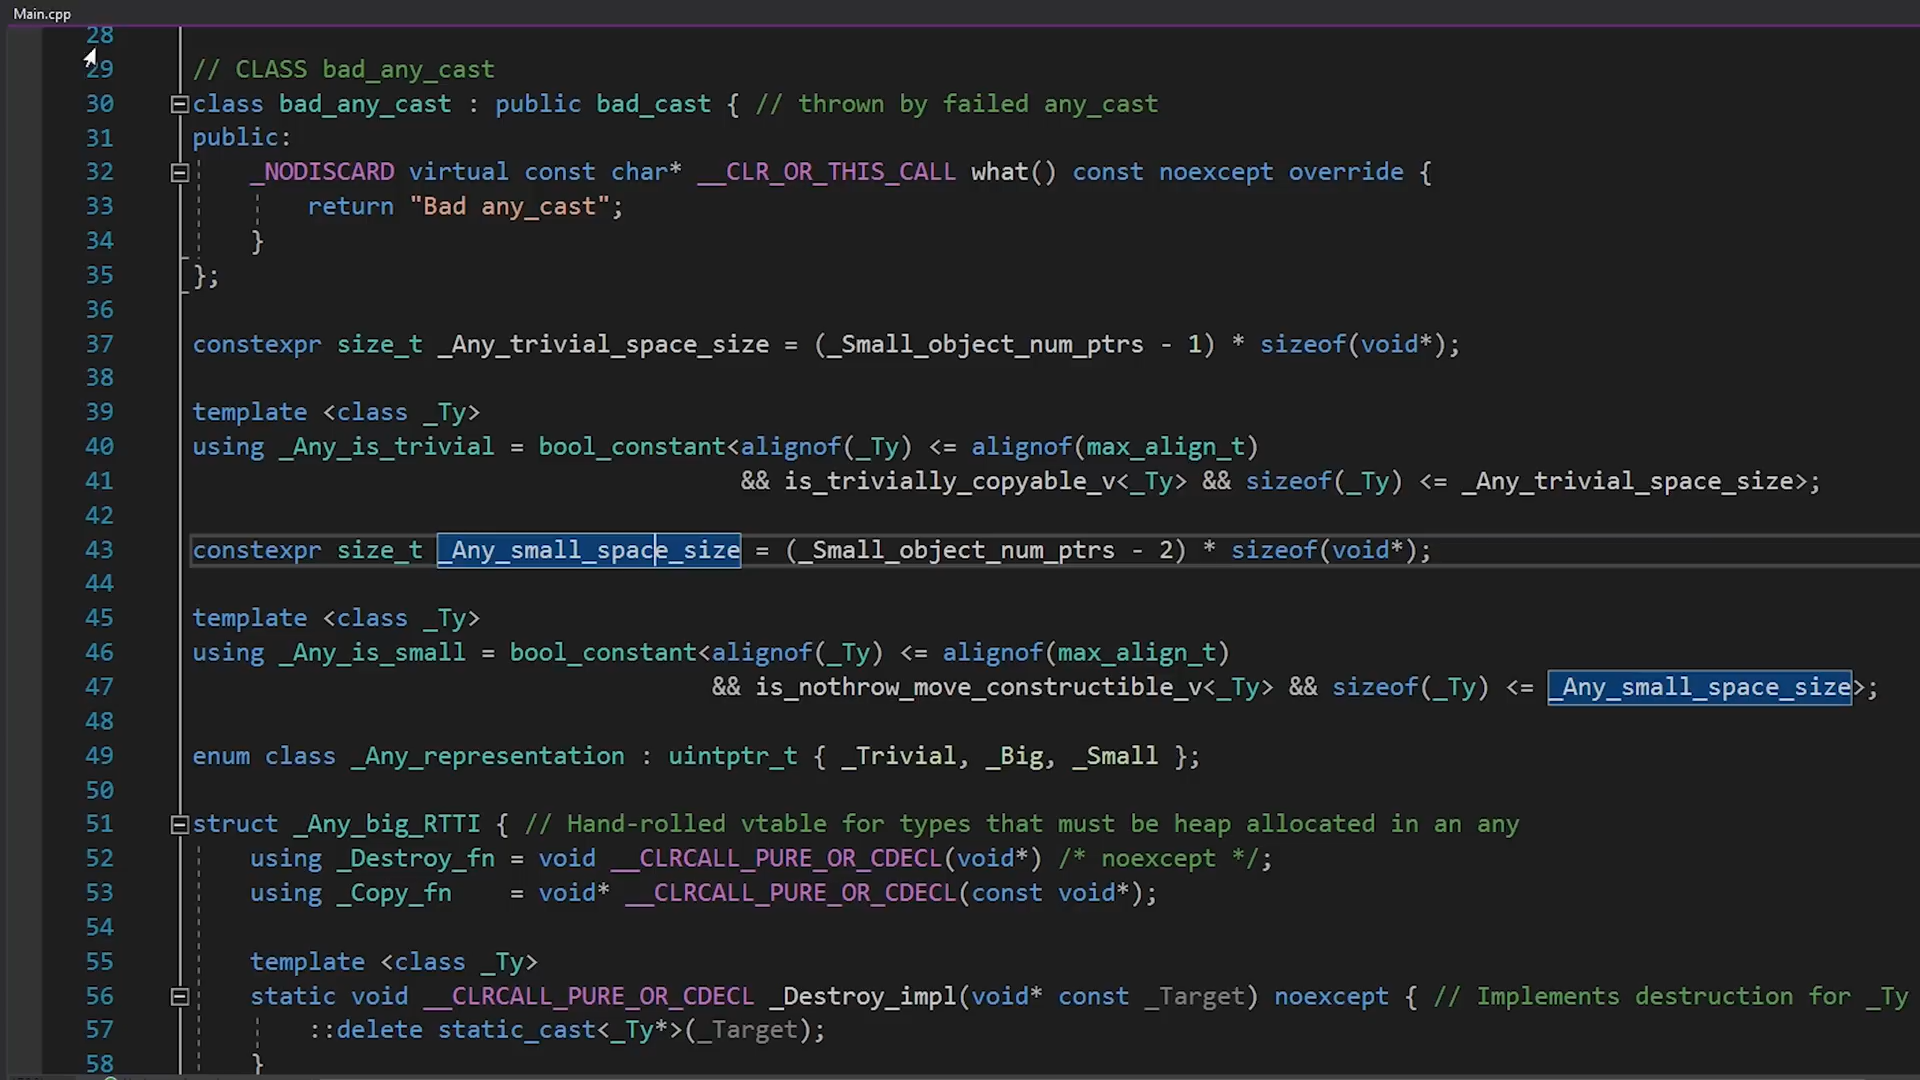 Main.cpp
28
29 // CLASS bad_any_cast
30 class bad_any_cast : public bad_cast { // thrown by failed any_cast
31 public:
32 _NODISCARD virtual const char* __CLR_OR_THIS_CALL what() const noexcept override {
33 return "Bad any_cast";
34 }
35 };
36
37 constexpr size_t _Any_trivial_space_size = (_Small_object_num_ptrs - 1) * sizeof(void*);
38
39 template <class _Ty>
40 using _Any_is_trivial = bool_constant<alignof(_Ty) <= alignof(max_align_t)
41 && is_trivially_copyable_v<_Ty> && sizeof(_Ty) <= _Any_trivial_space_size>;
42
43 constexpr size_t _Any_small_space_size = (_Small_object_num_ptrs - 2) * sizeof(void*);
44
45 template <class _Ty>
46 using _Any_is_small = bool_constant<alignof(_Ty) <= alignof(max_align_t)
47 && is_nothrow_move_constructible_v<_Ty> && sizeof(_Ty) <= _Any_small_space_size>;
48
49 enum class _Any_representation : uintptr_t { _Trivial, _Big, _Small };
50
51 struct _Any_big_RTTI { // Hand-rolled vtable for types that must be heap allocated in an any
52 using _Destroy_fn = void __CLRCALL_PURE_OR_CDECL(void*) /* noexcept */;
53 using _Copy_fn    = void* __CLRCALL_PURE_OR_CDECL(const void*);
54
55 template <class _Ty>
56 static void __CLRCALL_PURE_OR_CDECL _Destroy_impl(void* const _Target) noexcept { // Implements destruction for _Ty
57 ::delete static_cast<_Ty*>(_Target);
58 }